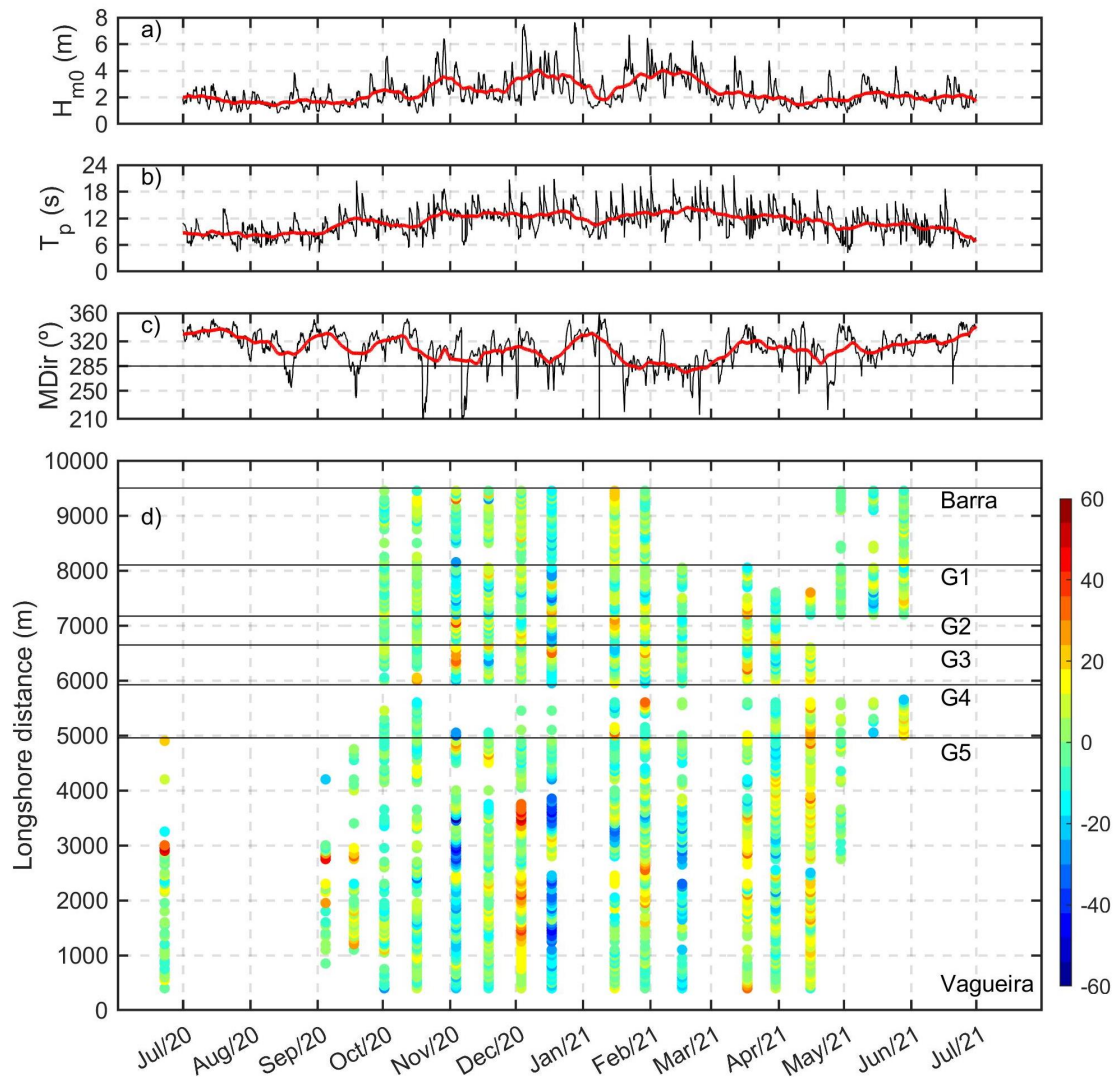 a)
H_m0 (m)
8
6
4
2
0
b)
T_p (s)
24
18
12
6
0
c)
MDir (º)
360
320
285
250
210
d)
Longshore distance (m)
10000
9000
8000
7000
6000
5000
4000
3000
2000
1000
0
Barra
G1
G2
G3
G4
G5
Vagueira
60
40
20
0
-20
-40
-60
Jul/20 Aug/20 Sep/20 Oct/20 Nov/20 Dec/20 Jan/21 Feb/21 Mar/21 Apr/21 May/21 Jun/21 Jul/21